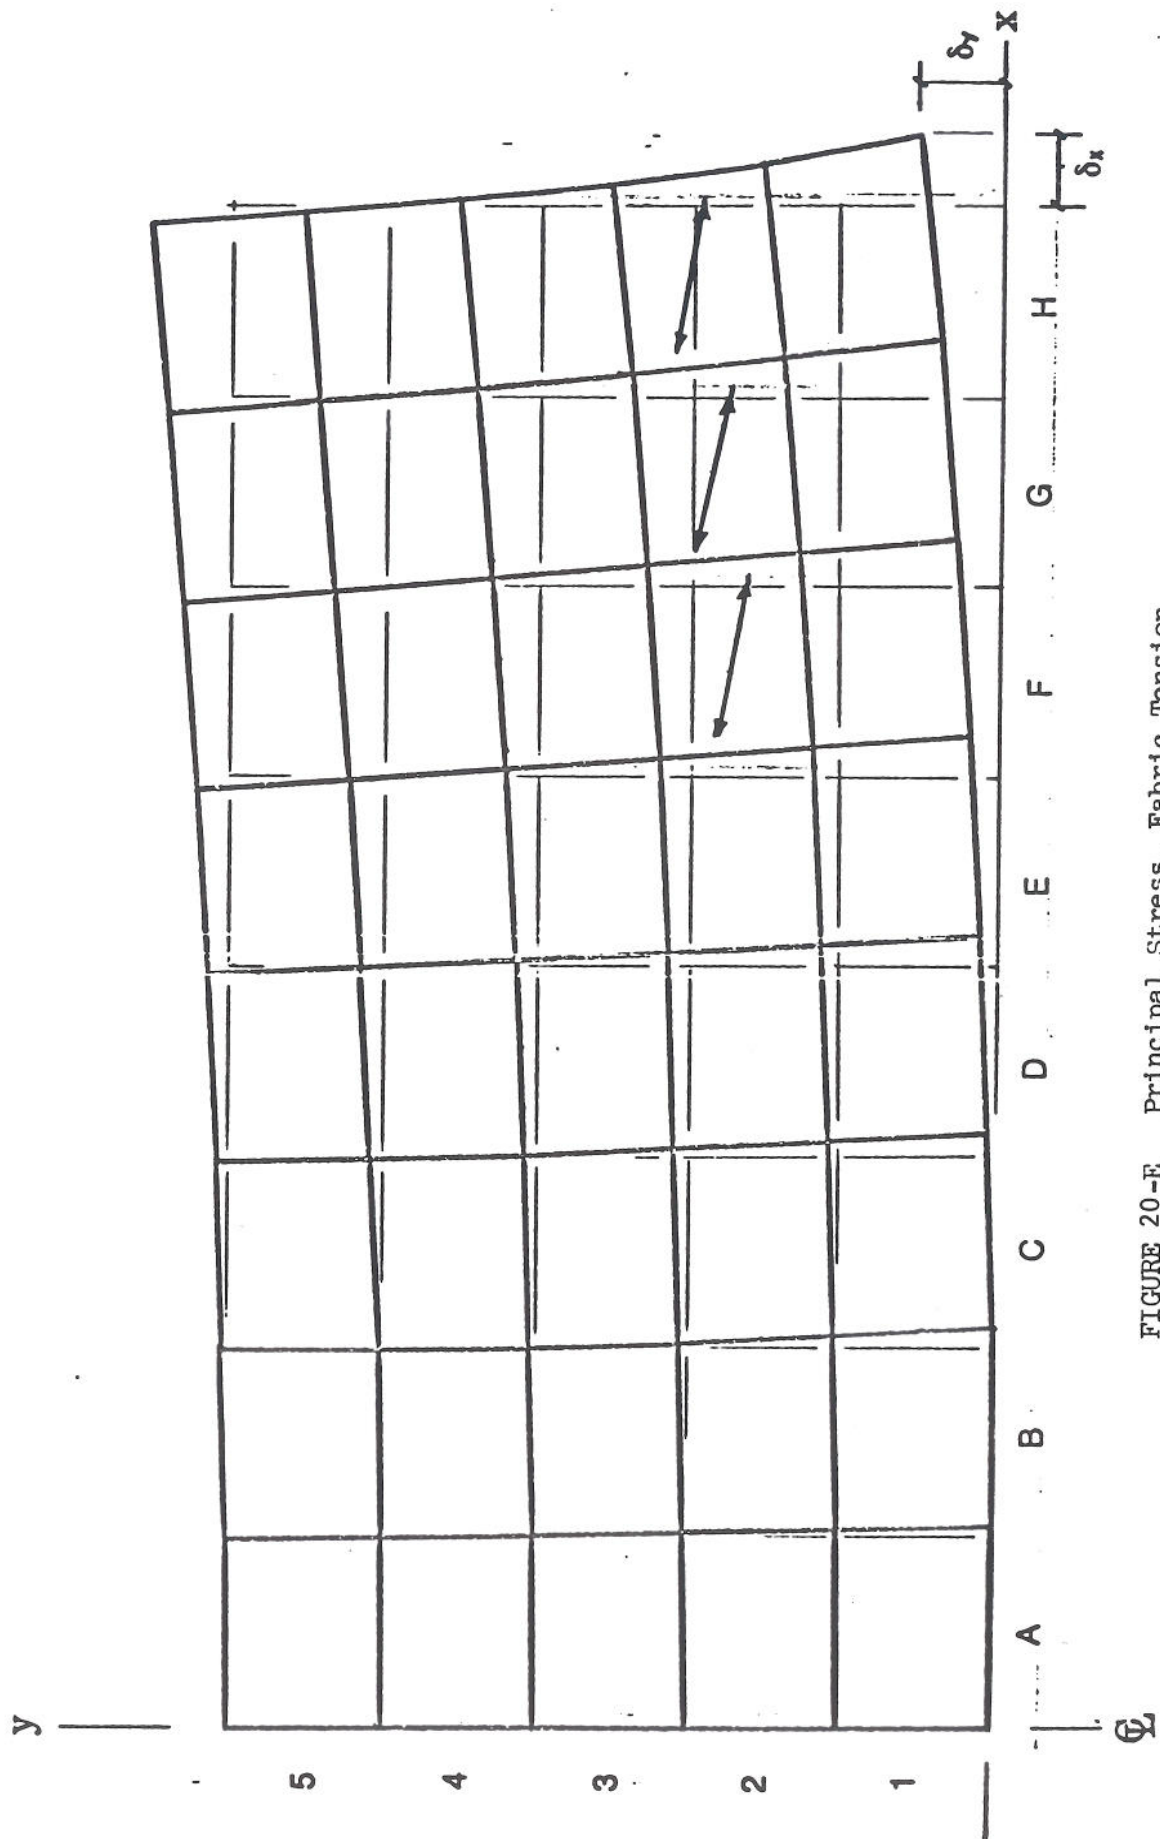 y
5
4
3
2
1
A
B
C
D
E
F
G
H
x
δx
δy
℄
FIGURE 20-E Principal Stress, Fabric Tension